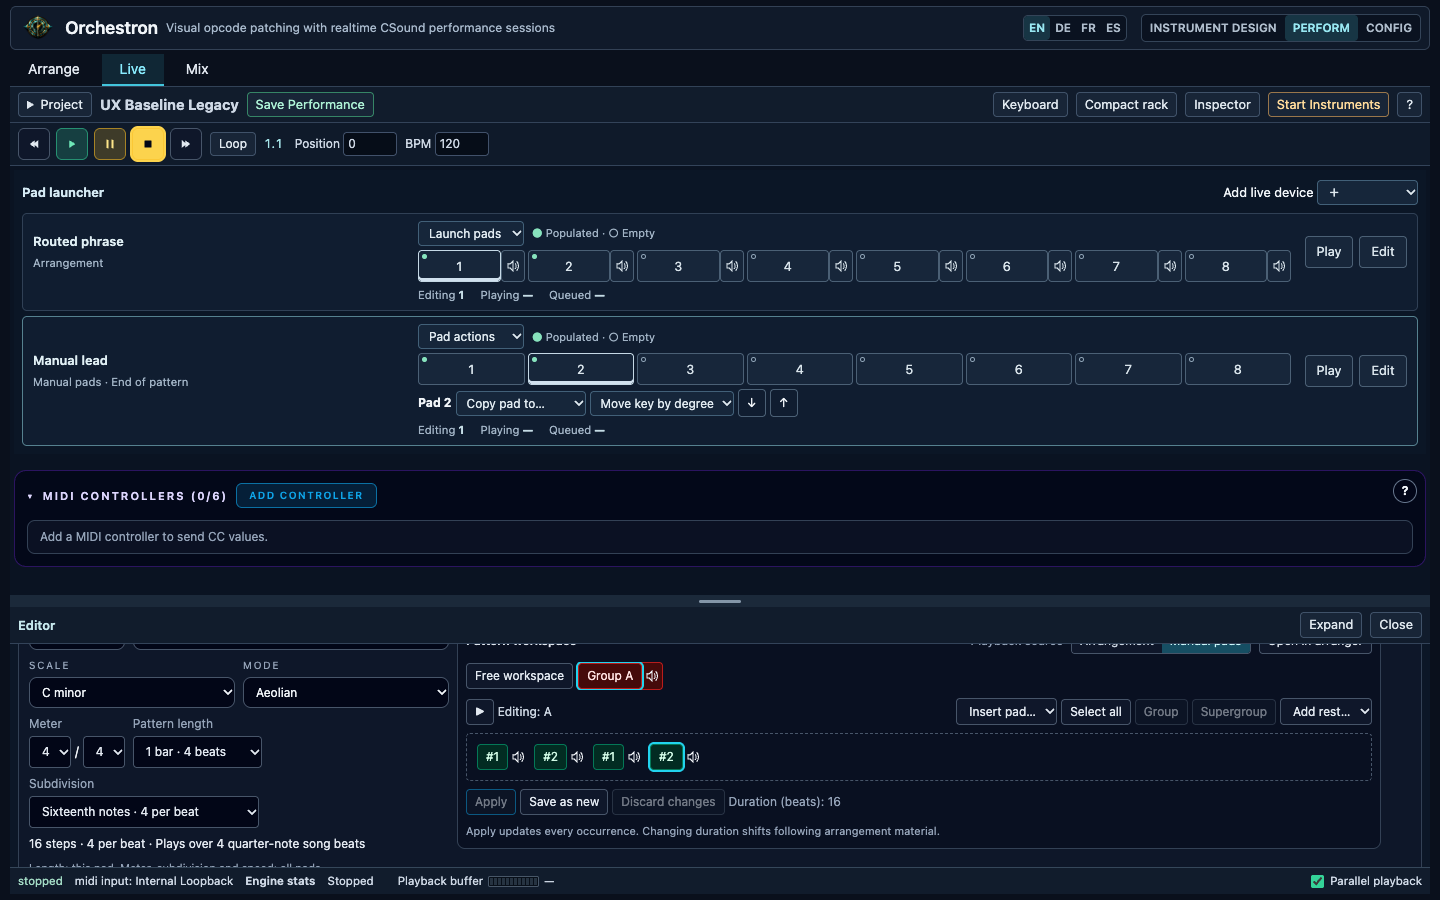 Orchestron Visual opcode patching with realtime CSound performance sessions EN DE FR ES INSTRUMENT DESIGN PERFORM CONFIG
Arrange Live Mix
Project UX Baseline Legacy Save Performance Keyboard Compact rack Inspector Start Instruments ?
Loop 1.1 Position 0 BPM 120
Pad launcher Add live device +
Routed phrase
Arrangement
Launch pads Populated · Empty
1 2 3 4 5 6 7 8 Play Edit
Editing 1 Playing — Queued —
Manual lead
Manual pads · End of pattern
Pad actions Populated · Empty
1 2 3 4 5 6 7 8 Play Edit
Pad 2 Copy pad to... Move key by degree ↓ ↑
Editing 1 Playing — Queued —
MIDI CONTROLLERS (0/6) ADD CONTROLLER ?
Add a MIDI controller to send CC values.
Editor Expand Close
SCALE MODE
C minor Aeolian
Meter Pattern length
4 / 4 1 bar · 4 beats
Subdivision
Sixteenth notes · 4 per beat
16 steps · 4 per beat · Plays over 4 quarter-note song beats
Free workspace Group A
Editing: A Insert pad... Select all Group Supergroup Add rest...
#1 #2 #1 #2
Apply Save as new Discard changes Duration (beats): 16
Apply updates every occurrence. Changing duration shifts following arrangement material.
stopped midi input: Internal Loopback Engine stats Stopped Playback buffer — Parallel playback